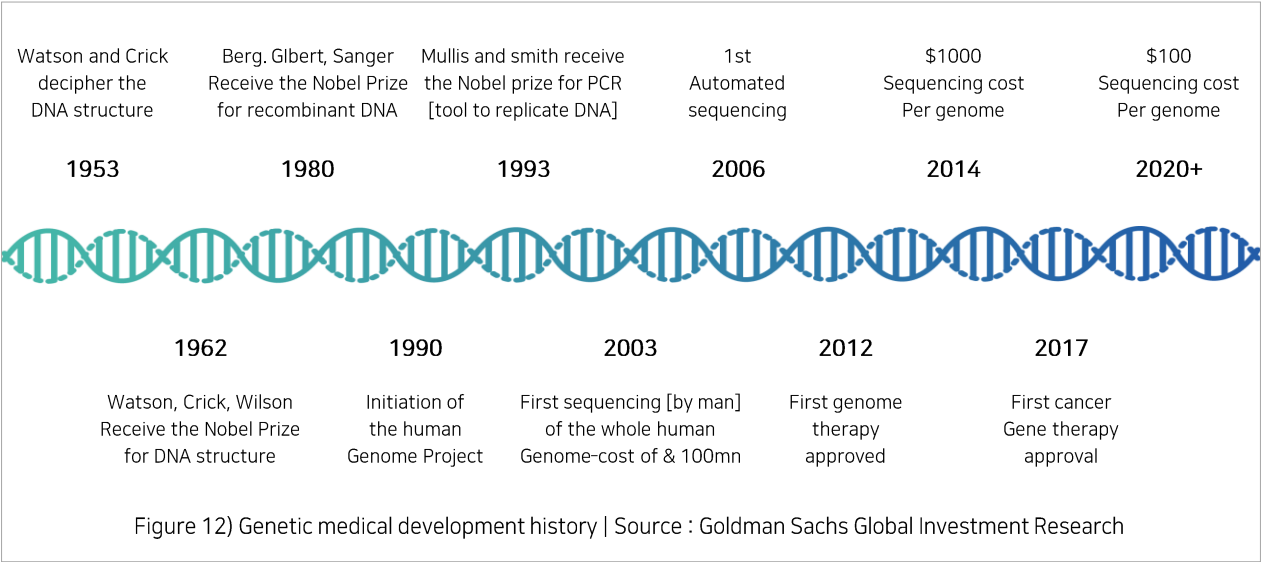 Watson and Crick
decipher the
DNA structure
1953
Berg. GIbert, Sanger
Receive the Nobel Prize
for recombinant DNA
1980
Mullis and smith receive
the Nobel prize for PCR
[tool to replicate DNA]
1993
1st
Automated
sequencing
2006
$1000
Sequencing cost
Per genome
2014
$100
Sequencing cost
Per genome
2020+
1962
Watson, Crick, Wilson
Receive the Nobel Prize
for DNA structure
1990
Initiation of
the human
Genome Project
2003
First sequencing [by man]
of the whole human
Genome-cost of & 100mn
2012
First genome
therapy
approved
2017
First cancer
Gene therapy
approval
Figure 12) Genetic medical development history | Source : Goldman Sachs Global Investment Research